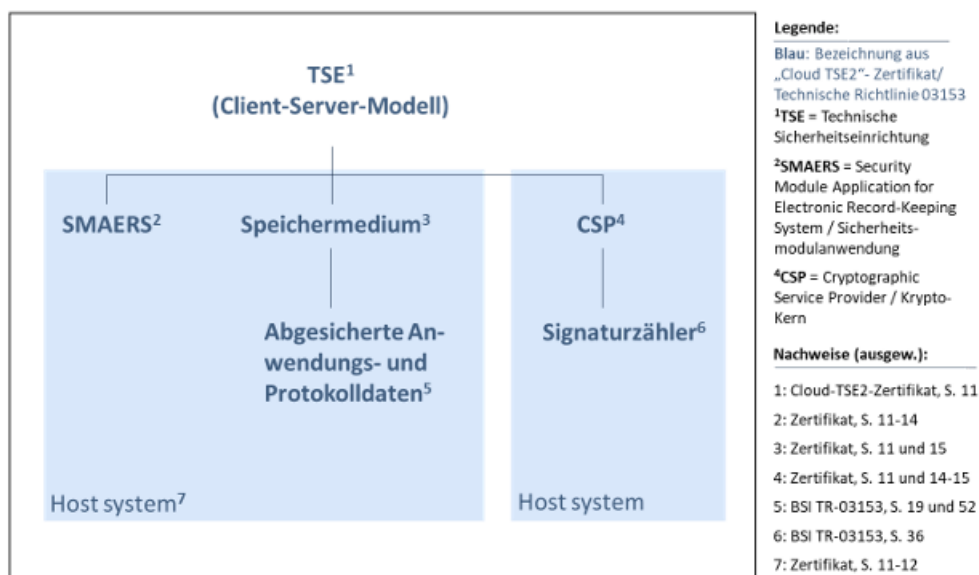 TSE¹
(Client-Server-Modell)
SMAERS²
Speichermedium³
CSP⁴
Abgesicherte An-
wendungs- und
Protokolldaten⁵
Signaturzähler⁶
Host system⁷
Host system
Legende:
Blau: Bezeichnung aus
„Cloud TSE2"- Zertifikat/
Technische Richtlinie 03153
¹TSE = Technische
Sicherheitseinrichtung
²SMAERS = Security
Module Application for
Electronic Record-Keeping
System / Sicherheits-
modulanwendung
⁴CSP = Cryptographic
Service Provider / Krypto-
Kern
Nachweise (ausgew.):
1: Cloud-TSE2-Zertifikat, S. 11
2: Zertifikat, S. 11-14
3: Zertifikat, S. 11 und 15
4: Zertifikat, S. 11 und 14-15
5: BSI TR-03153, S. 19 und 52
6: BSI TR-03153, S. 36
7: Zertifikat, S. 11-12